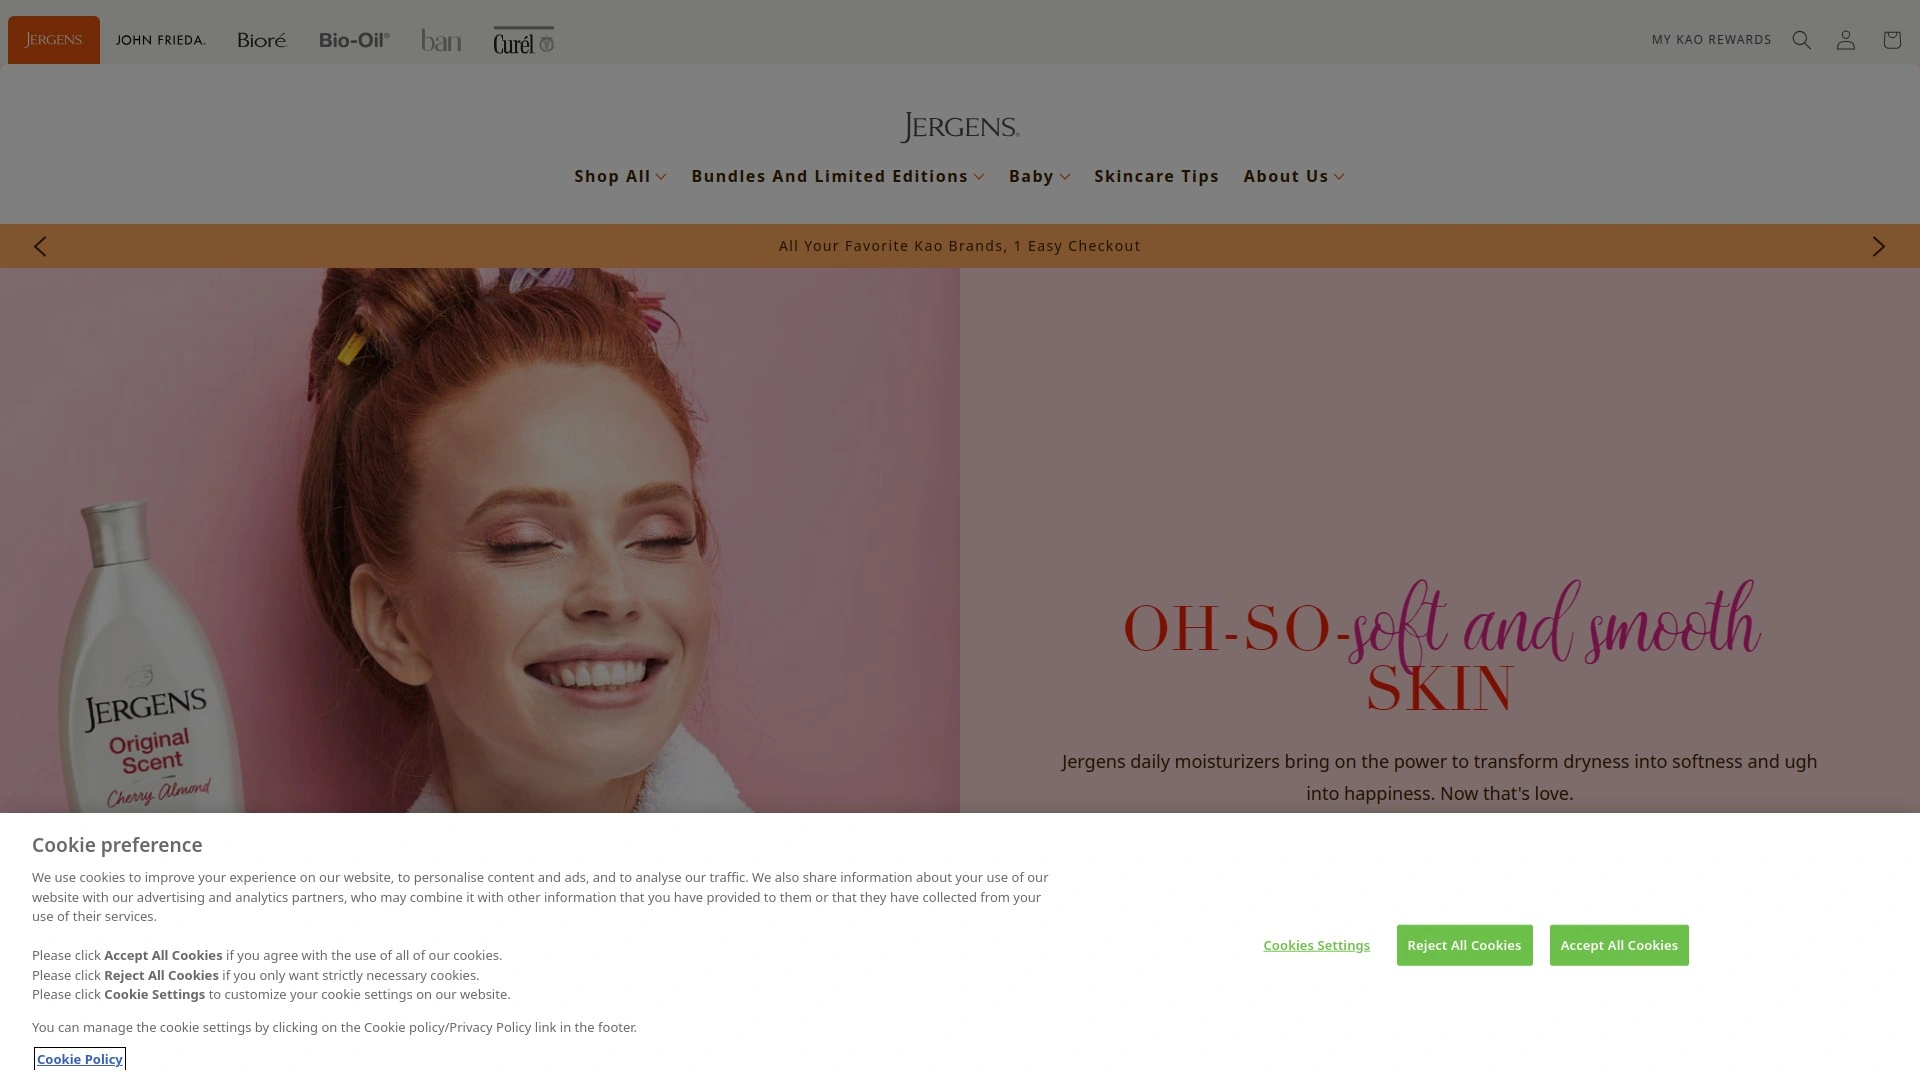 JERGENS
JOHN FRIEDA.
Bioré
Bio-Oil®
ban
Curél
MY KAO REWARDS
JERGENS®
Shop All
Bundles And Limited Editions
Baby
Skincare Tips
About Us
All Your Favorite Kao Brands, 1 Easy Checkout
JERGENS
Original
Scent
Cherry Almond
OH-SO-soft and smooth
SKIN
Jergens daily moisturizers bring on the power to transform dryness into softness and ugh
into happiness. Now that's love.
Cookie preference
We use cookies to improve your experience on our website, to personalise content and ads, and to analyse our traffic. We also share information about your use of our
website with our advertising and analytics partners, who may combine it with other information that you have provided to them or that they have collected from your
use of their services.
Please click Accept All Cookies if you agree with the use of all of our cookies.
Please click Reject All Cookies if you only want strictly necessary cookies.
Please click Cookie Settings to customize your cookie settings on our website.
You can manage the cookie settings by clicking on the Cookie policy/Privacy Policy link in the footer.
Cookie Policy
Cookies Settings
Reject All Cookies
Accept All Cookies